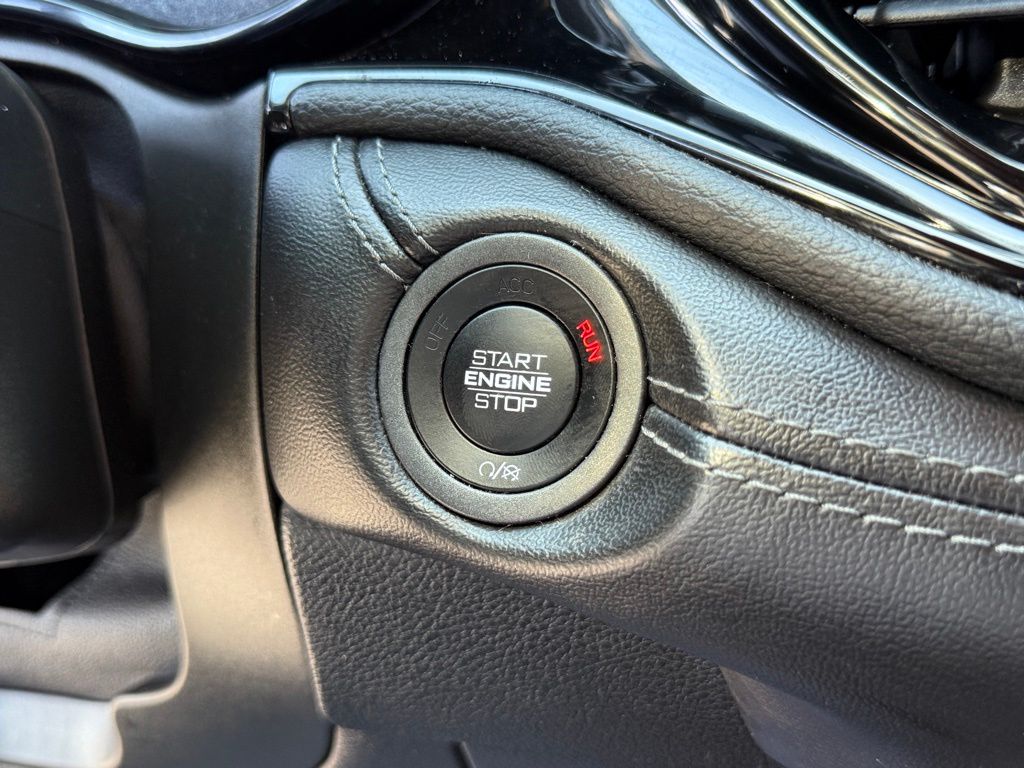 ACC
OFF
RUN
START
ENGINE
STOP